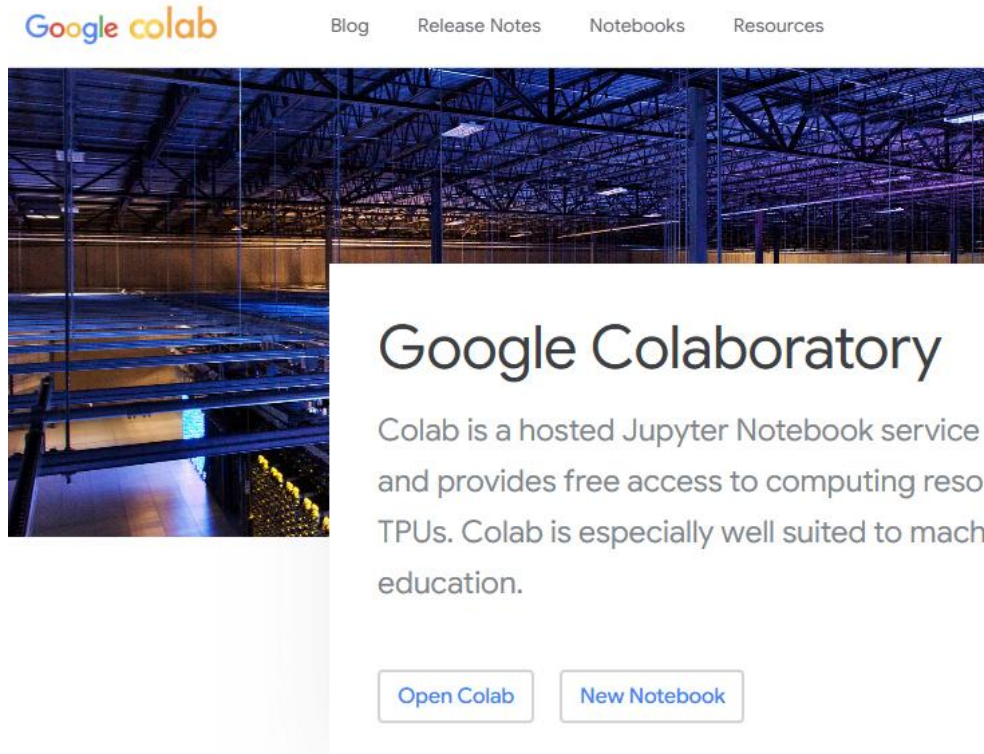 Google colab Blog Release Notes Notebooks Resources
Google Colaboratory
Colab is a hosted Jupyter Notebook service
and provides free access to computing reso
TPUs. Colab is especially well suited to mach
education.
Open Colab New Notebook